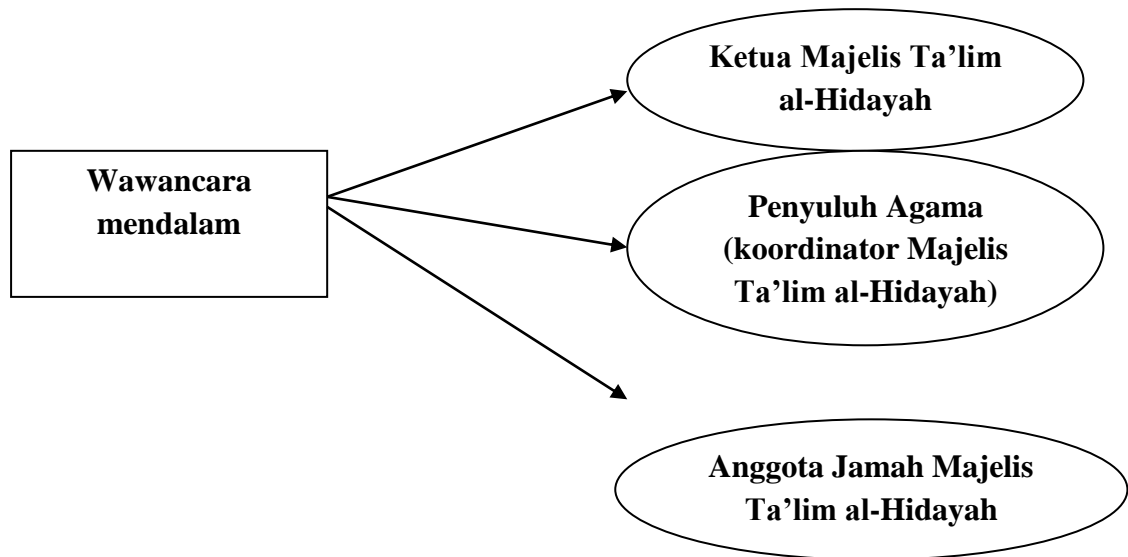 Ketua Majelis Ta’lim
al-Hidayah
Wawancara
mendalam
Penyuluh Agama
(koordinator Majelis
Ta’lim al-Hidayah)
Anggota Jamah Majelis
Ta’lim al-Hidayah